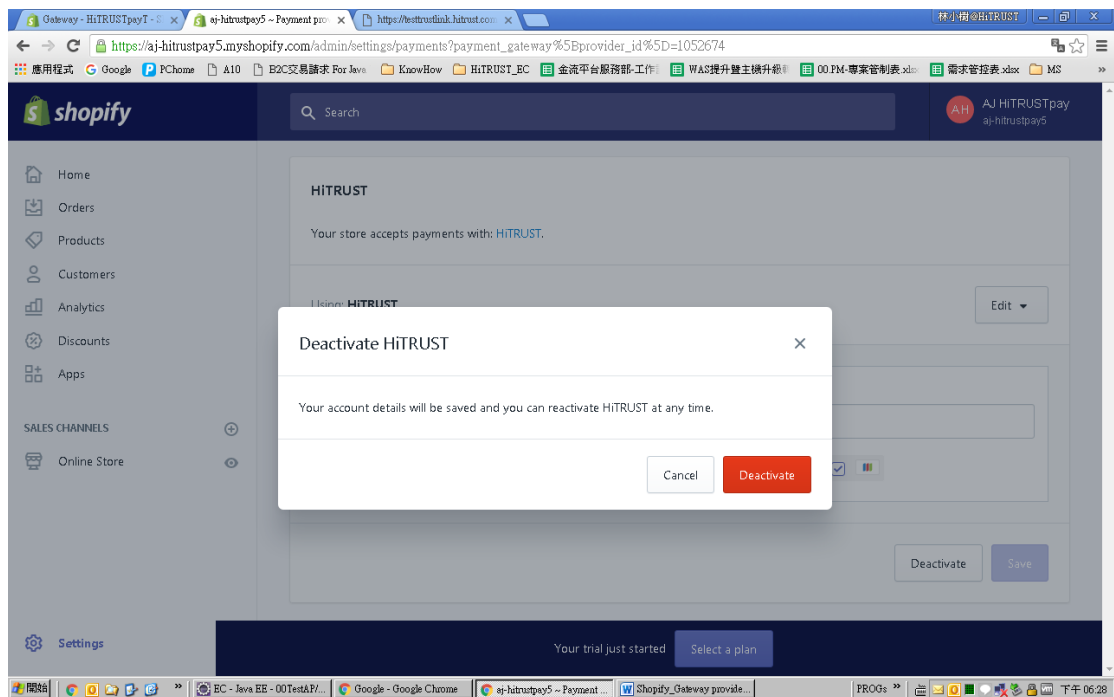 Gateway - HiTRUSTpayT - S
aj-hitrustpay5 ~ Payment pro
https://testtrustlink.hitrust.com
林小樹@HiTRUST
https://aj-hitrustpay5.myshopify.com/admin/settings/payments?payment_gateway%5Bprovider_id%5D=1052674
應用程式 Google PChome A10 B2C交易請求 For Java KnowHow HiTRUST_EC 金流平台服務部-工作 WAS提升暨主機升級 00.PM-專案管制表.xlsx 需求管控表.xlsx MS »
shopify
Search
AH
AJ HiTRUSTpay
aj-hitrustpay5
Home
Orders
Products
Customers
Analytics
Discounts
Apps
SALES CHANNELS
Online Store
Settings
HiTRUST
Your store accepts payments with: HiTRUST.
Using: HiTRUST
Edit
Deactivate HiTRUST
Your account details will be saved and you can reactivate HiTRUST at any time.
Cancel
Deactivate
Deactivate
Save
Your trial just started
Select a plan
開始
»
EC - Java EE - 00TestAP/...
Google - Google Chrome
aj-hitrustpay5 ~ Payment ...
Shopify_Gateway provide...
PROGs »
下午 06:28